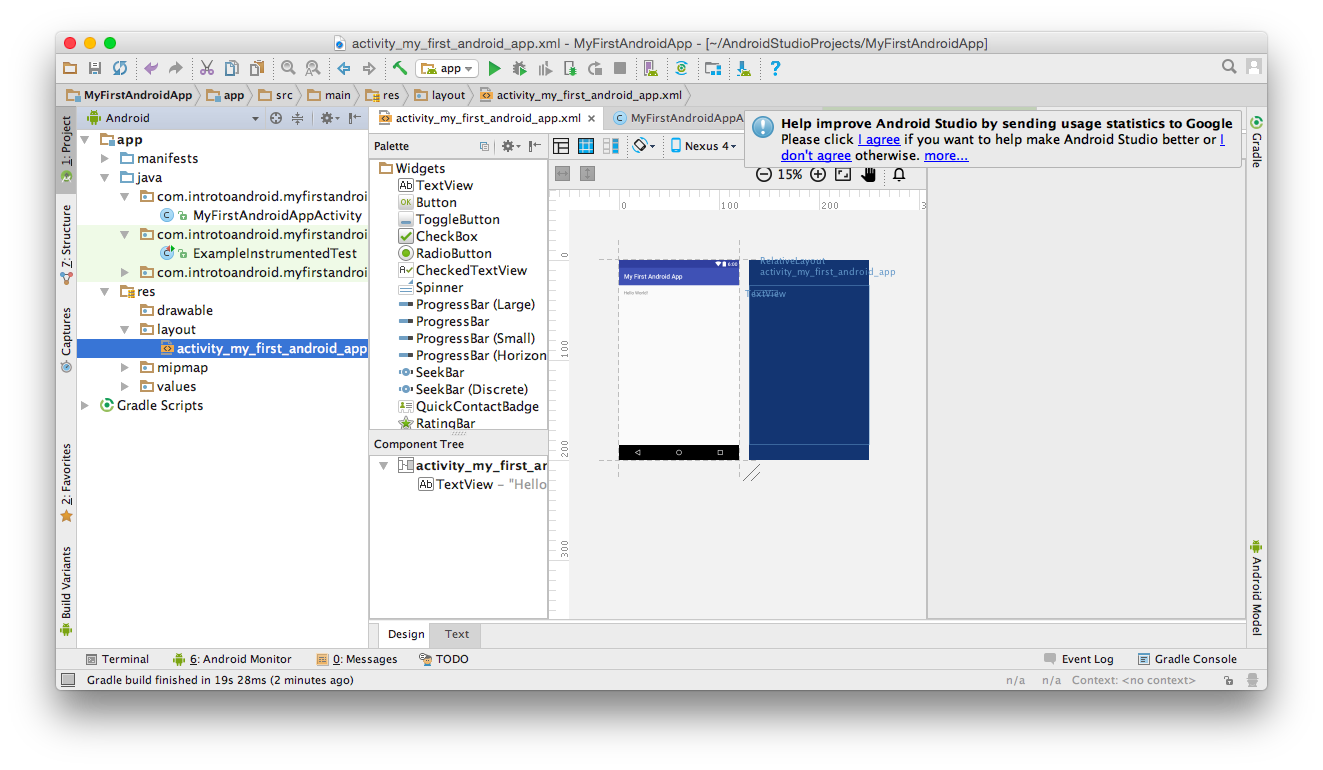 activity_my_first_android_app.xml - MyFirstAndroidApp - [~/AndroidStudioProjects/MyFirstAndroidApp]
app
MyFirstAndroidApp app src main res layout activity_my_first_android_app.xml
1: Project
Z: Structure
Captures
2: Favorites
Build Variants
Android
app
manifests
java
com.introtoandroid.myfirstandroi
MyFirstAndroidAppActivity
com.introtoandroid.myfirstandroi
ExampleInstrumentedTest
com.introtoandroid.myfirstandroi
res
drawable
layout
activity_my_first_android_app
mipmap
values
Gradle Scripts
activity_my_first_android_app.xml
MyFirstAndroidAppA
Palette
Widgets
Ab TextView
OK Button
ToggleButton
CheckBox
RadioButton
CheckedTextView
Spinner
ProgressBar (Large)
ProgressBar
ProgressBar (Small)
ProgressBar (Horizon
SeekBar
SeekBar (Discrete)
QuickContactBadge
RatingBar
Component Tree
activity_my_first_ar
Ab TextView - "Hello
Nexus 4
Help improve Android Studio by sending usage statistics to Google
Please click I agree if you want to help make Android Studio better or I
don't agree otherwise. more...
15%
0 100 200 3
0
100
200
300
6:00
My First Android App
Hello World!
RelativeLayout
activity_my_first_android_app
TextView
Gradle
Android Model
Design Text
Terminal 6: Android Monitor 0: Messages TODO Event Log Gradle Console
Gradle build finished in 19s 28ms (2 minutes ago) n/a n/a Context: <no context>